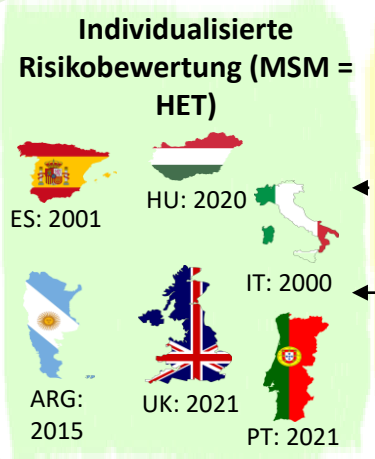 Individualisierte
Risikobewertung (MSM =
HET)
ES: 2001
HU: 2020
IT: 2000
ARG:
2015
UK: 2021
PT: 2021